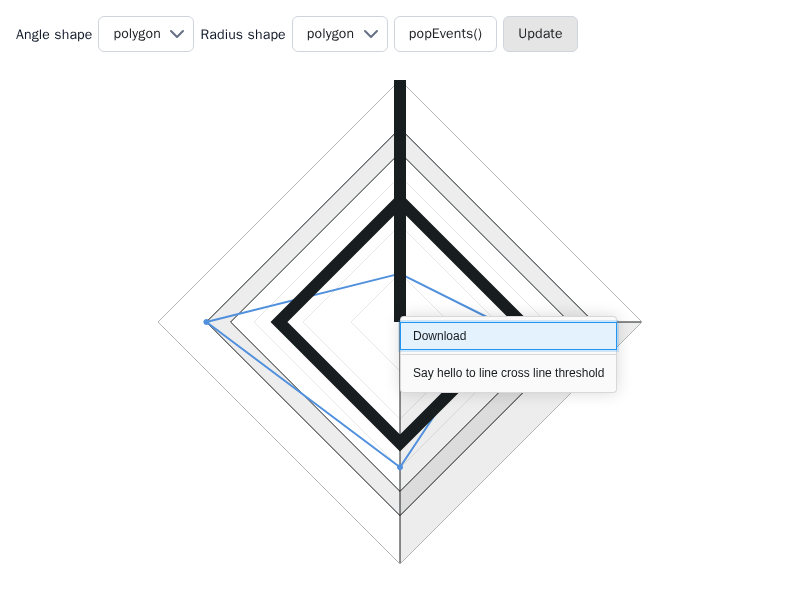 Angle shape polygon Radius shape polygon popEvents() Update
Download
Say hello to line cross line threshold